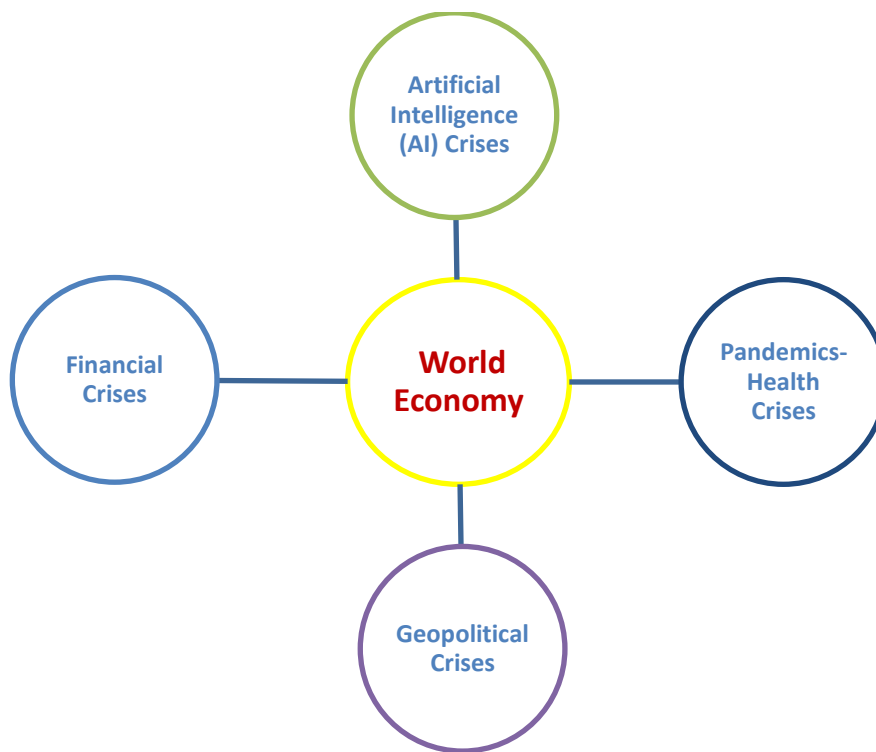 Artificial
Intelligence
(AI) Crises
Financial
Crises
World
Economy
Pandemics-
Health
Crises
Geopolitical
Crises